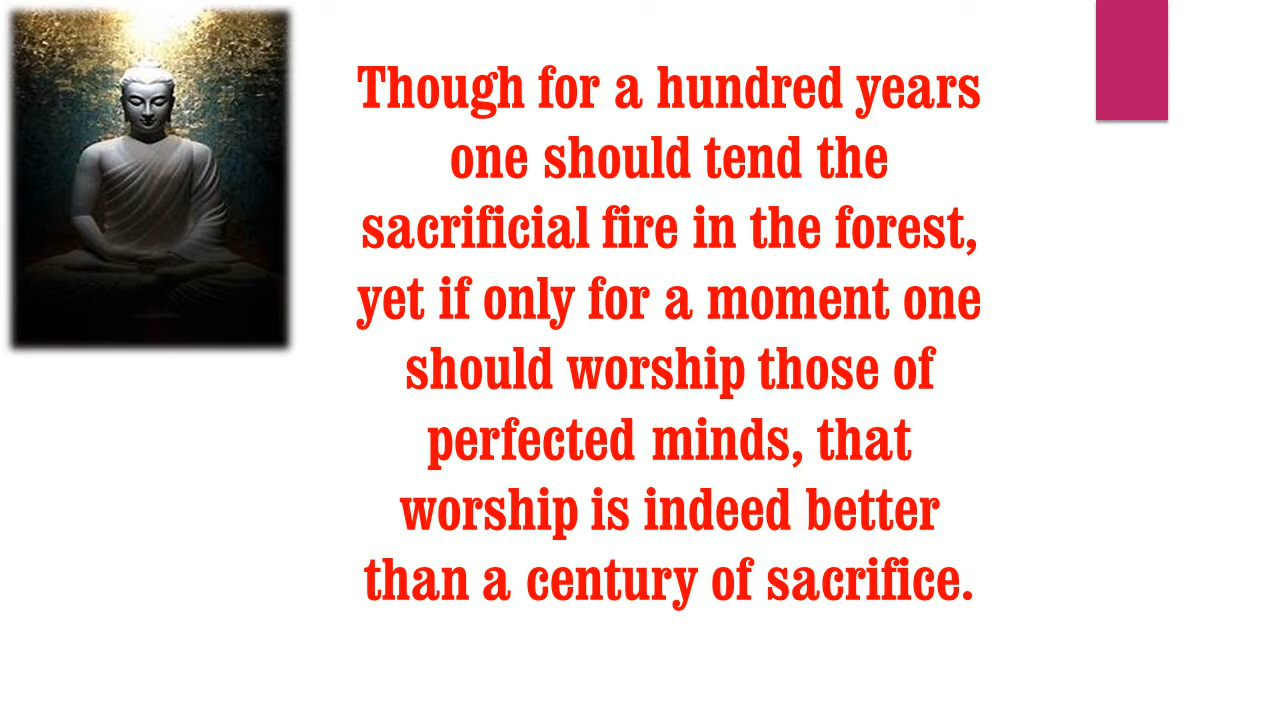 Though for a hundred years
one should tend the
sacrificial fire in the forest,
yet if only for a moment one
should worship those of
perfected minds, that
worship is indeed better
than a century of sacrifice.